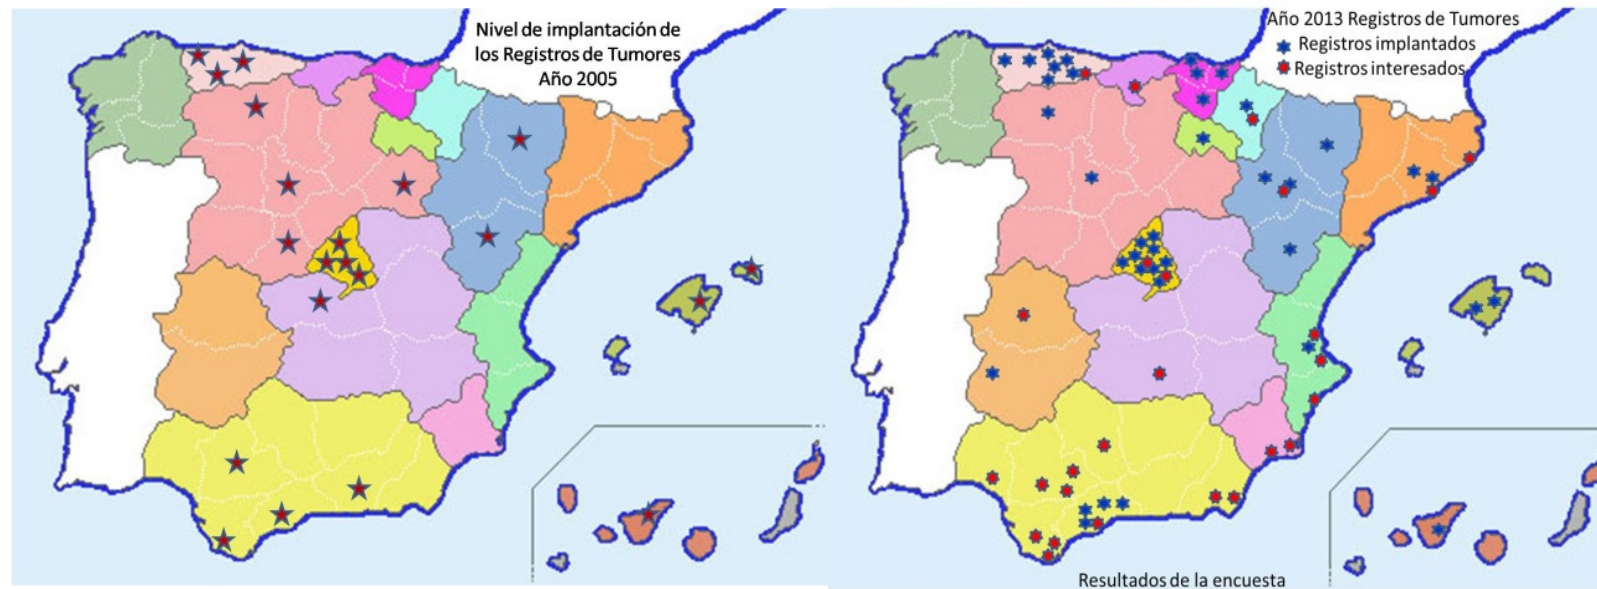 Nivel de implantación de
los Registros de Tumores
Año 2005
Año 2013 Registros de Tumores
Registros implantados
Registros interesados
Resultados de la encuesta